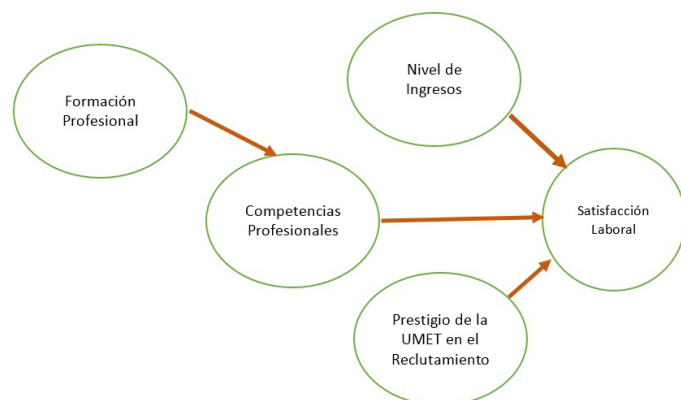 Formación
Profesional
Nivel de
Ingresos
Competencias
Profesionales
Satisfacción
Laboral
Prestigio de la
UMET en el
Reclutamiento